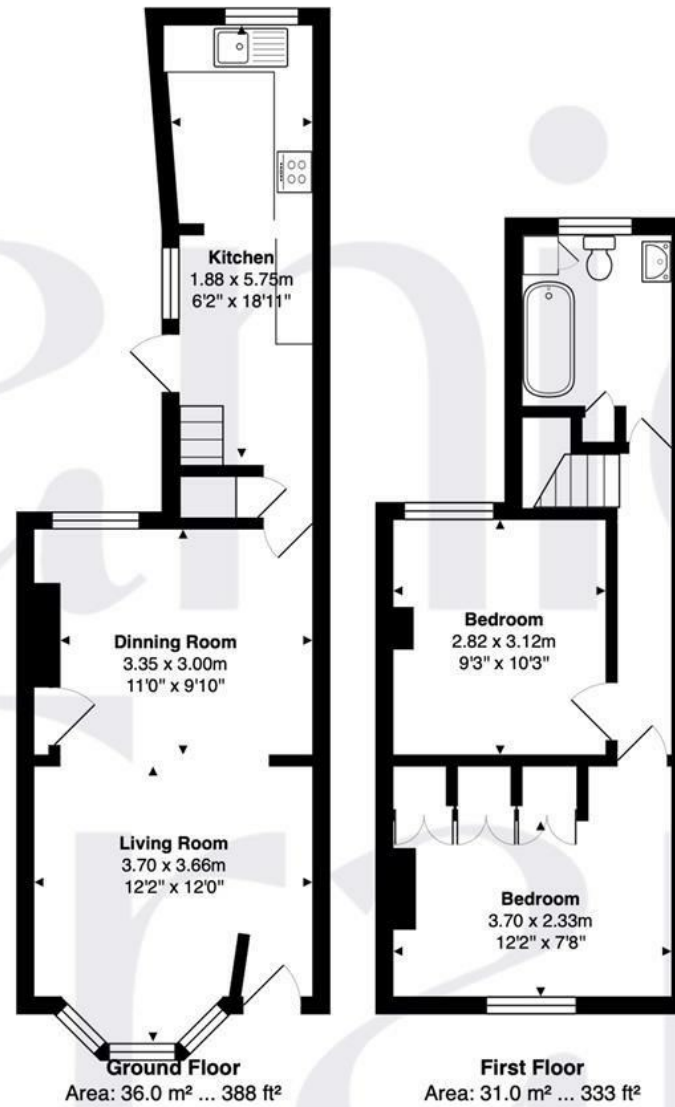 Kitchen
1.88 x 5.75m
6'2" x 18'11"
Dinning Room
3.35 x 3.00m
11'0" x 9'10"
Living Room
3.70 x 3.66m
12'2" x 12'0"
Ground Floor
Area: 36.0 m² ... 388 ft²
Bedroom
2.82 x 3.12m
9'3" x 10'3"
Bedroom
3.70 x 2.33m
12'2" x 7'8"
First Floor
Area: 31.0 m² ... 333 ft²